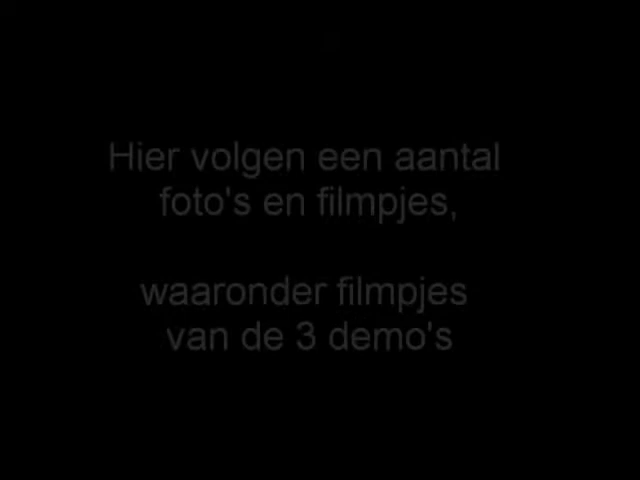 Hier volgen een aantal
foto's en filmpjes,
waaronder filmpjes
van de 3 demo's